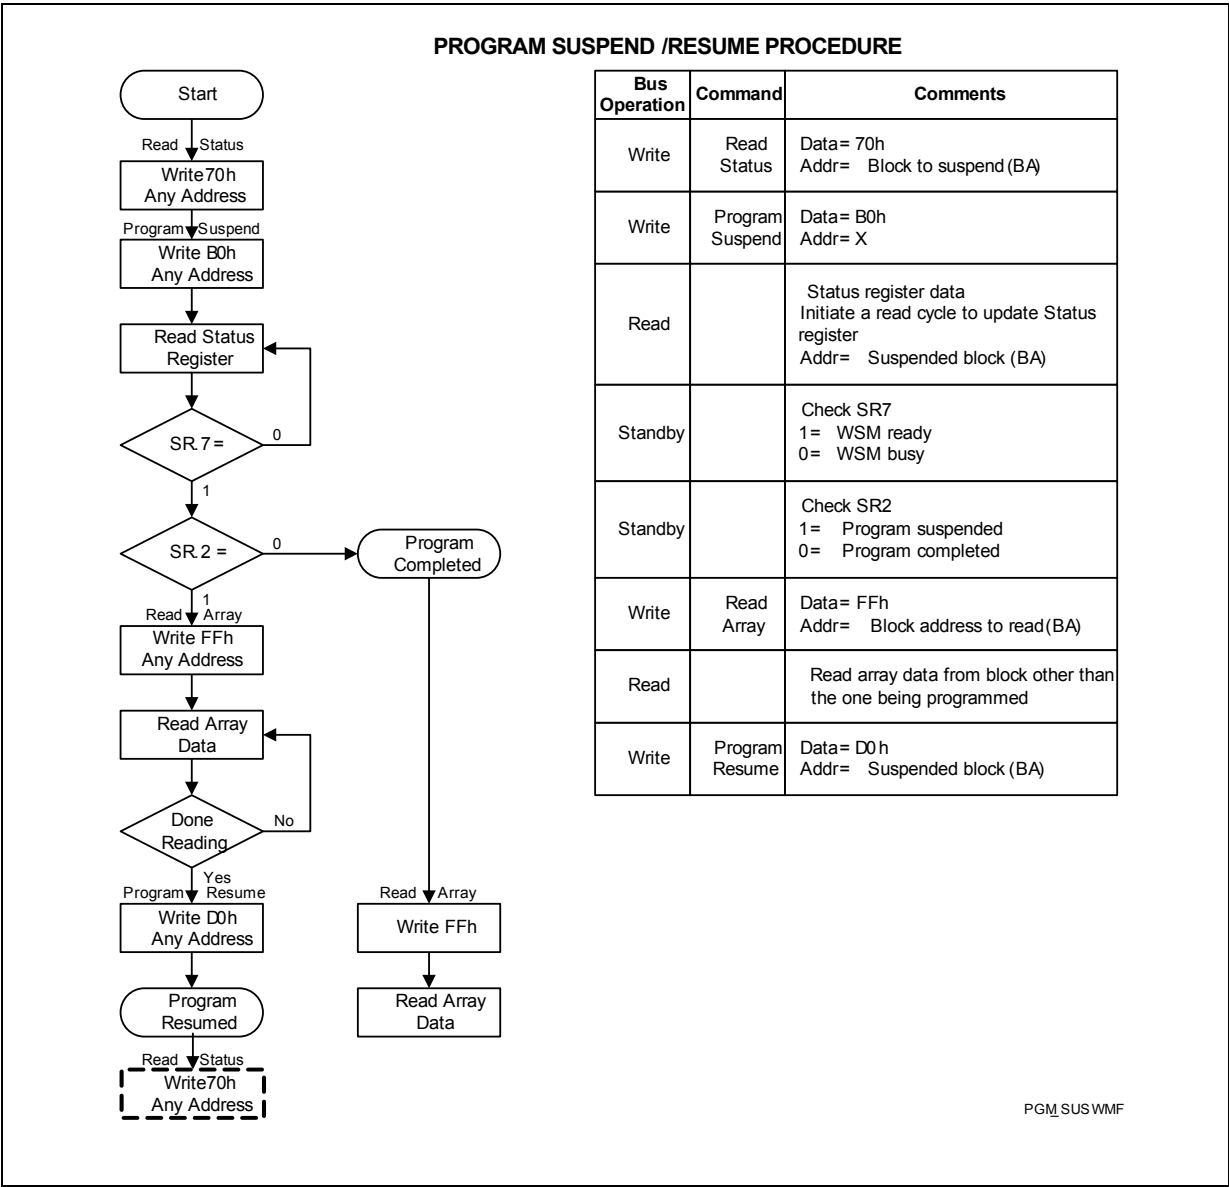 PROGRAM SUSPEND /RESUME PROCEDURE
Start
Read Status
Write70h
Any Address
Program Suspend
Write B0h
Any Address
Read Status
Register
SR.7=
0
1
SR.2 =
0
Program
Completed
1
Read Array
Write FFh
Any Address
Read Array
Data
Done
Reading
No
Yes
Program Resume
Write D0h
Any Address
Program
Resumed
Read Status
Write70h
Any Address
Read Array
Write FFh
Read Array
Data
Bus
Operation
Command
Comments
Write
Read
Status
Data= 70h
Addr= Block to suspend (BA)
Write
Program
Suspend
Data= B0h
Addr= X
Read
Status register data
Initiate a read cycle to update Status
register
Addr= Suspended block (BA)
Standby
Check SR7
1= WSM ready
0= WSM busy
Standby
Check SR2
1= Program suspended
0= Program completed
Write
Read
Array
Data= FFh
Addr= Block address to read (BA)
Read
Read array data from block other than
the one being programmed
Write
Program
Resume
Data= D0h
Addr= Suspended block (BA)
PGM SUS WMF